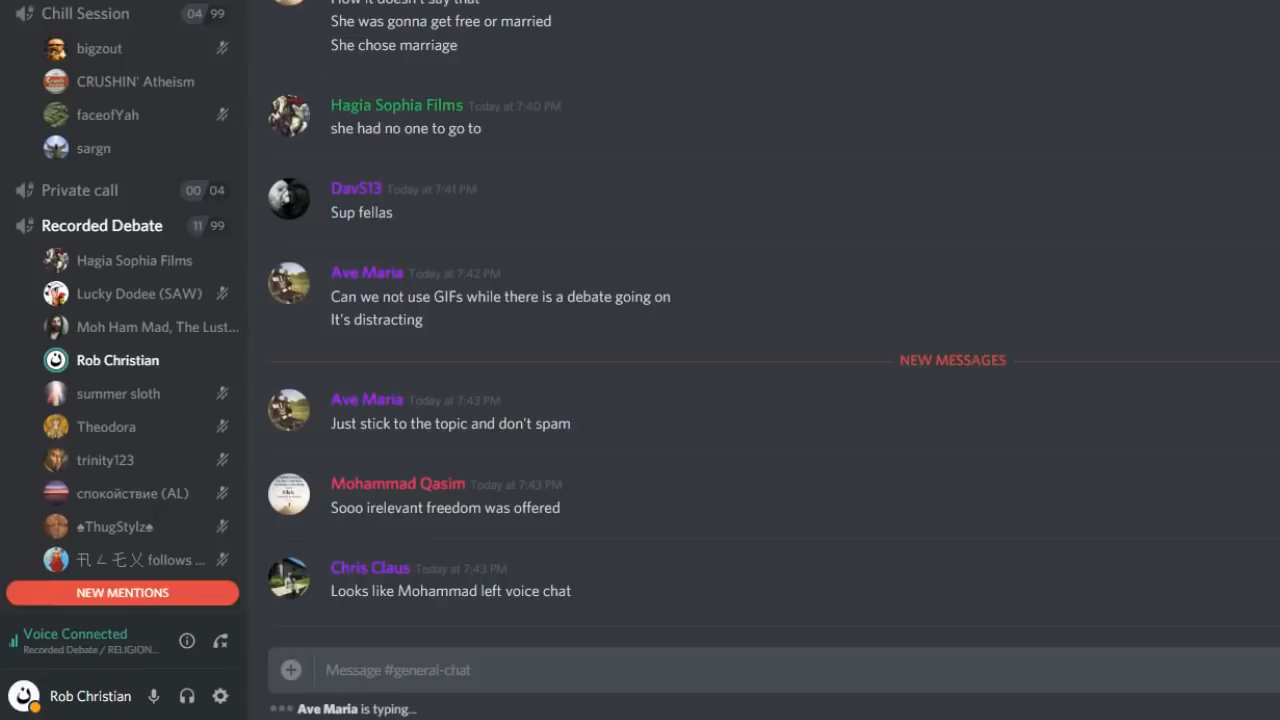 Chill Session 04 99
bigzout
CRUSHIN' Atheism
faceofYah
sargn
Private call 00 04
Recorded Debate 11 99
Hagia Sophia Films
Lucky Dodee (SAW)
Moh Ham Mad, The Lust...
Rob Christian
summer sloth
Theodora
trinity123
спокойствие (AL)
♠ThugStylz♠
卂ㄥ乇乂 follows ...
NEW MENTIONS
Voice Connected
Recorded Debate / RELIGION...
Rob Christian
She was gonna get free or married
She chose marriage
Hagia Sophia Films Today at 7:40 PM
she had no one to go to
DavS13 Today at 7:41 PM
Sup fellas
Ave Maria Today at 7:42 PM
Can we not use GIFs while there is a debate going on
It's distracting
NEW MESSAGES
Ave Maria Today at 7:43 PM
Just stick to the topic and don't spam
Mohammad Qasim Today at 7:43 PM
Sooo irelevant freedom was offered
Chris Claus Today at 7:43 PM
Looks like Mohammad left voice chat
Message #general-chat
Ave Maria is typing...